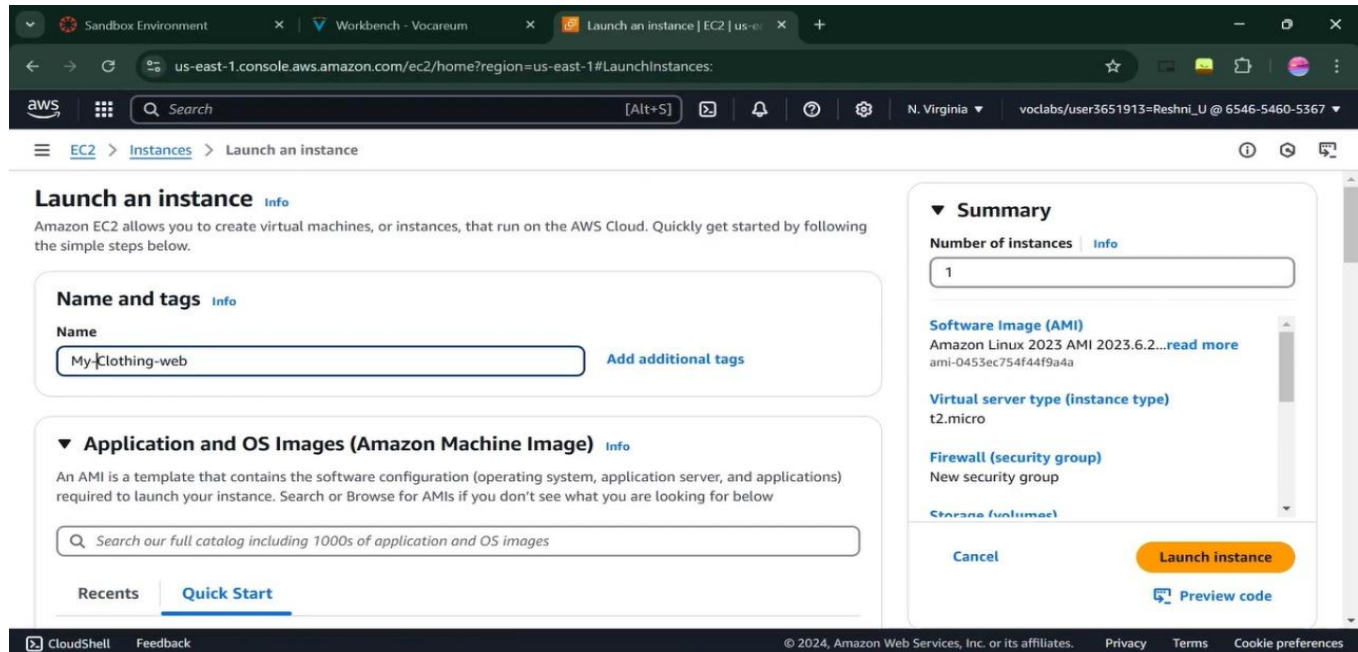 Sandbox Environment
Workbench - Vocareum
Launch an instance | EC2 | us-e
us-east-1.console.aws.amazon.com/ec2/home?region=us-east-1#LaunchInstances:
aws
Search
[Alt+S]
N. Virginia
voclabs/user3651913=Reshni_U @ 6546-5460-5367
EC2 > Instances > Launch an instance
Launch an instance Info
Amazon EC2 allows you to create virtual machines, or instances, that run on the AWS Cloud. Quickly get started by following
the simple steps below.
Name and tags Info
Name
My-Clothing-web
Add additional tags
Application and OS Images (Amazon Machine Image) Info
An AMI is a template that contains the software configuration (operating system, application server, and applications)
required to launch your instance. Search or Browse for AMIs if you don't see what you are looking for below
Search our full catalog including 1000s of application and OS images
Recents
Quick Start
Summary
Number of instances Info
1
Software Image (AMI)
Amazon Linux 2023 AMI 2023.6.2...read more
ami-0453ec754f44f9a4a
Virtual server type (instance type)
t2.micro
Firewall (security group)
New security group
Storage (volumes)
Cancel
Launch instance
Preview code
CloudShell Feedback
© 2024, Amazon Web Services, Inc. or its affiliates. Privacy Terms Cookie preferences